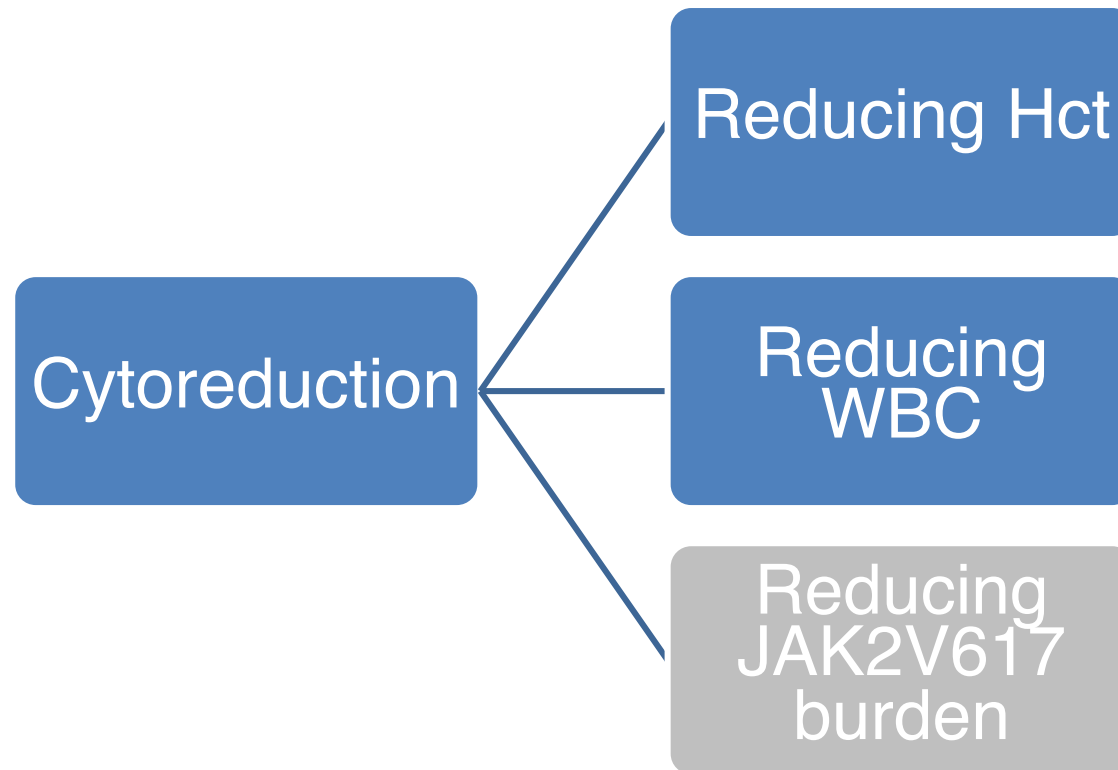 Reducing Hct
Cytoreduction
Reducing
WBC
Reducing
JAK2V617
burden